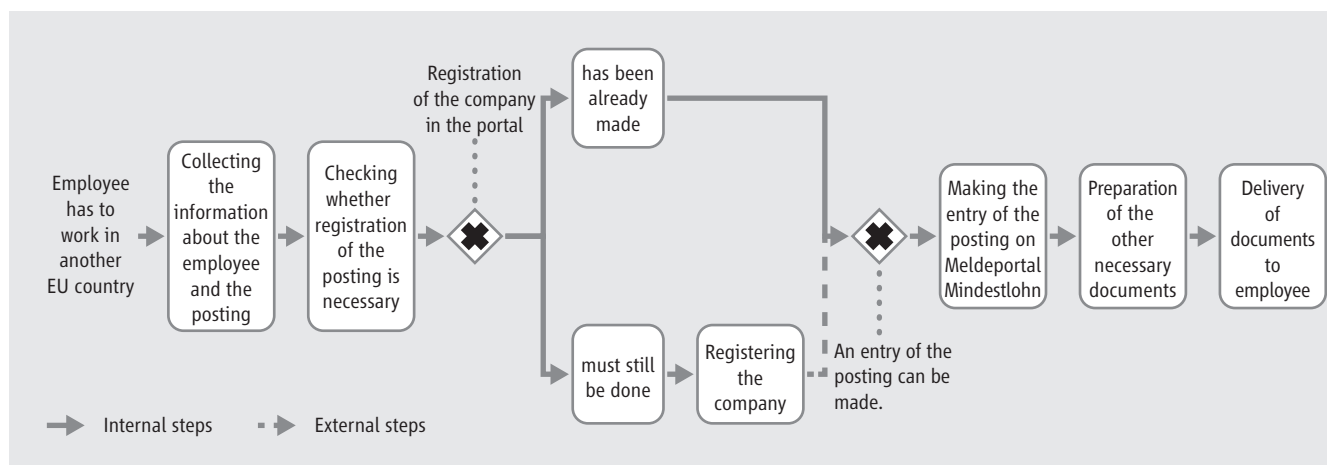 Employee
has to
work in
another
EU country
Collecting
the
information
about the
employee
and the
posting
Checking
whether
registration
of the
posting is
necessary
Registration
of the company
in the portal
has been
already
made
must still
be done
Registering
the
company
An entry of the
posting can be
made.
Making the
entry of the
posting on
Meldeportal
Mindestlohn
Preparation
of the
other
necessary
documents
Delivery
of
documents
to
employee
Internal steps
External steps